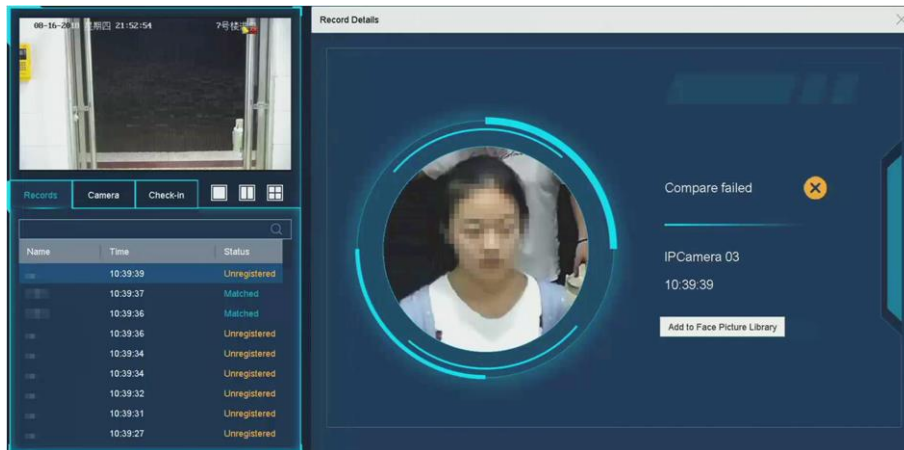 08-16-2018 星期四 21:52:54
7号楼
Record Details
Records
Camera
Check-in
Name Time Status
10:39:39 Unregistered
10:39:37 Matched
10:39:36 Matched
10:39:36 Unregistered
10:39:34 Unregistered
10:39:34 Unregistered
10:39:32 Unregistered
10:39:31 Unregistered
10:39:27 Unregistered
Compare failed
IPCamera 03
10:39:39
Add to Face Picture Library